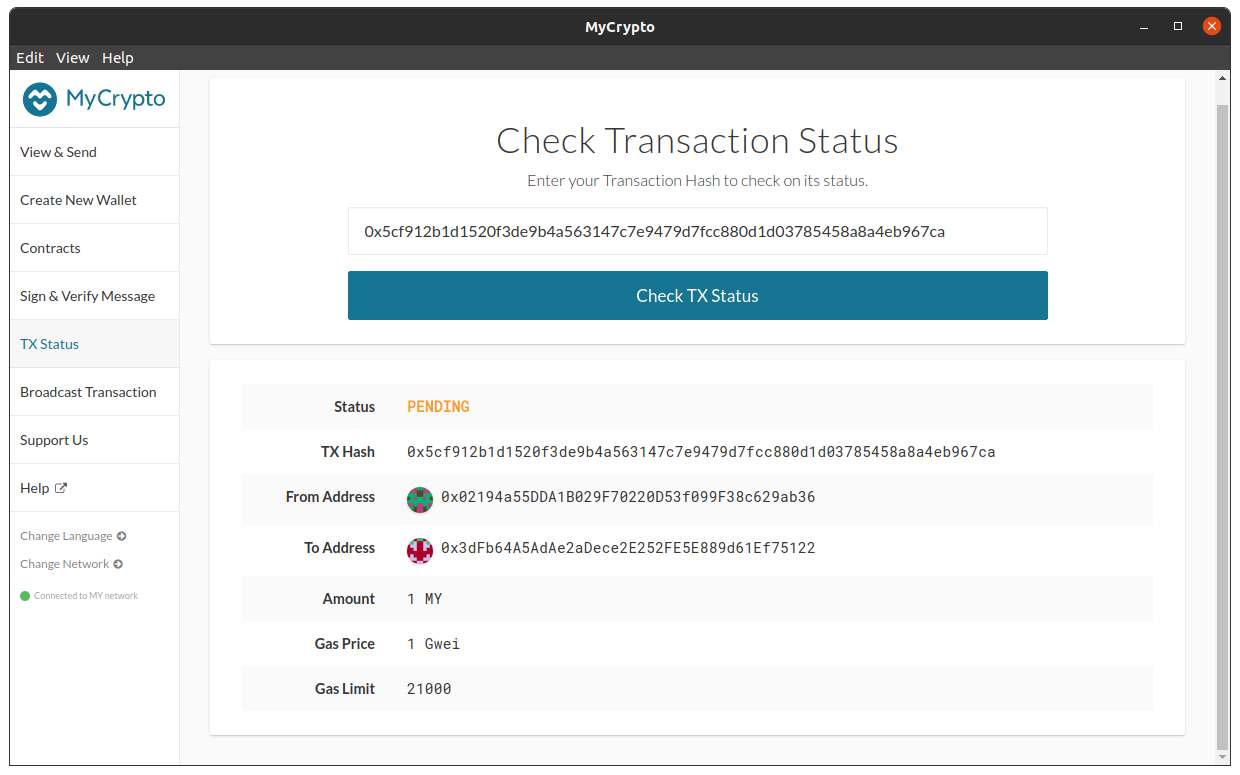 MyCrypto
Edit View Help
MyCrypto
View & Send
Create New Wallet
Contracts
Sign & Verify Message
TX Status
Broadcast Transaction
Support Us
Help
Change Language
Change Network
Connected to MY network
Check Transaction Status
Enter your Transaction Hash to check on its status.
0x5cf912b1d1520f3de9b4a563147c7e9479d7fcc880d1d03785458a8a4eb967ca
Check TX Status
Status PENDING
TX Hash 0x5cf912b1d1520f3de9b4a563147c7e9479d7fcc880d1d03785458a8a4eb967ca
From Address 0x02194a55DDA1B029F70220D53f099F38c629ab36
To Address 0x3dFb64A5AdAe2aDece2E252FE5E889d61Ef75122
Amount 1 MY
Gas Price 1 Gwei
Gas Limit 21000